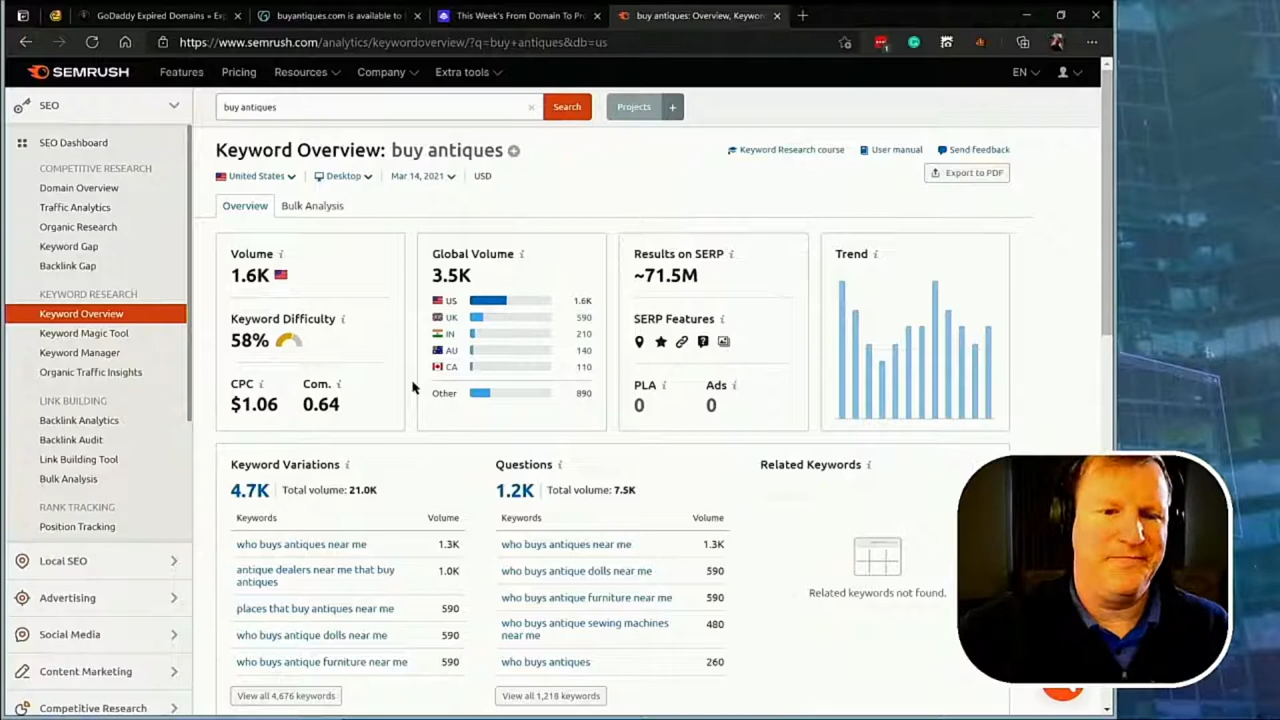 GoDaddy Expired Domains » Exp
buyantiques.com is available to
This Week's From Domain To Pro
buy antiques: Overview, Keywor
https://www.semrush.com/analytics/keywordoverview/?q=buy+antiques&db=us
SEMRUSH
Features
Pricing
Resources
Company
Extra tools
EN
SEO
buy antiques
Search
Projects
+
SEO Dashboard
COMPETITIVE RESEARCH
Domain Overview
Traffic Analytics
Organic Research
Keyword Gap
Backlink Gap
KEYWORD RESEARCH
Keyword Overview
Keyword Magic Tool
Keyword Manager
Organic Traffic Insights
LINK BUILDING
Backlink Analytics
Backlink Audit
Link Building Tool
Bulk Analysis
RANK TRACKING
Position Tracking
Local SEO
Advertising
Social Media
Content Marketing
Competitive Research
Keyword Overview: buy antiques
Keyword Research course
User manual
Send feedback
United States
Desktop
Mar 14, 2021
USD
Export to PDF
Overview
Bulk Analysis
Volume i
1.6K
Keyword Difficulty i
58%
CPC i
$1.06
Com. i
0.64
Global Volume i
3.5K
US 1.6K
UK 590
IN 210
AU 140
CA 110
Other 890
Results on SERP i
~71.5M
SERP Features i
PLA i
0
Ads i
0
Trend i
Keyword Variations i
4.7K Total volume: 21.0K
Keywords Volume
who buys antiques near me 1.3K
antique dealers near me that buy
antiques 1.0K
places that buy antiques near me 590
who buys antique dolls near me 590
who buys antique furniture near me 590
View all 4,676 keywords
Questions i
1.2K Total volume: 7.5K
Keywords Volume
who buys antiques near me 1.3K
who buys antique dolls near me 590
who buys antique furniture near me 590
who buys antique sewing machines
near me 480
who buys antiques 260
View all 1,218 keywords
Related Keywords i
Related keywords not found.